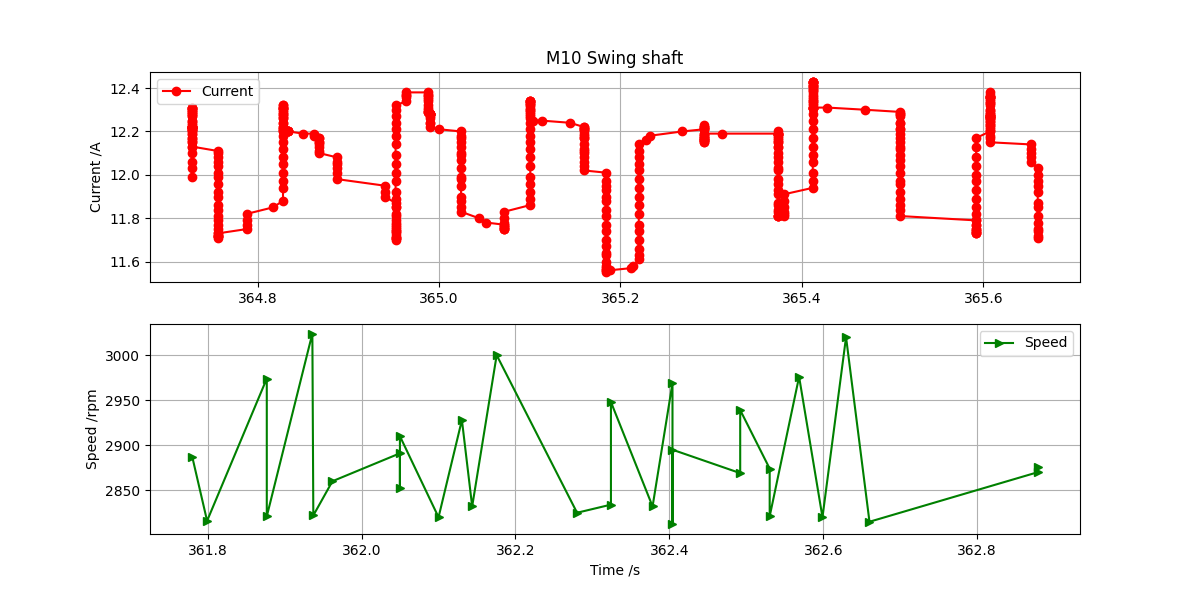 M10 Swing shaft
Current
Current /A
12.4
12.2
12.0
11.8
11.6
364.8 365.0 365.2 365.4 365.6
Speed
Speed /rpm
3000
2950
2900
2850
361.8 362.0 362.2 362.4 362.6 362.8
Time /s